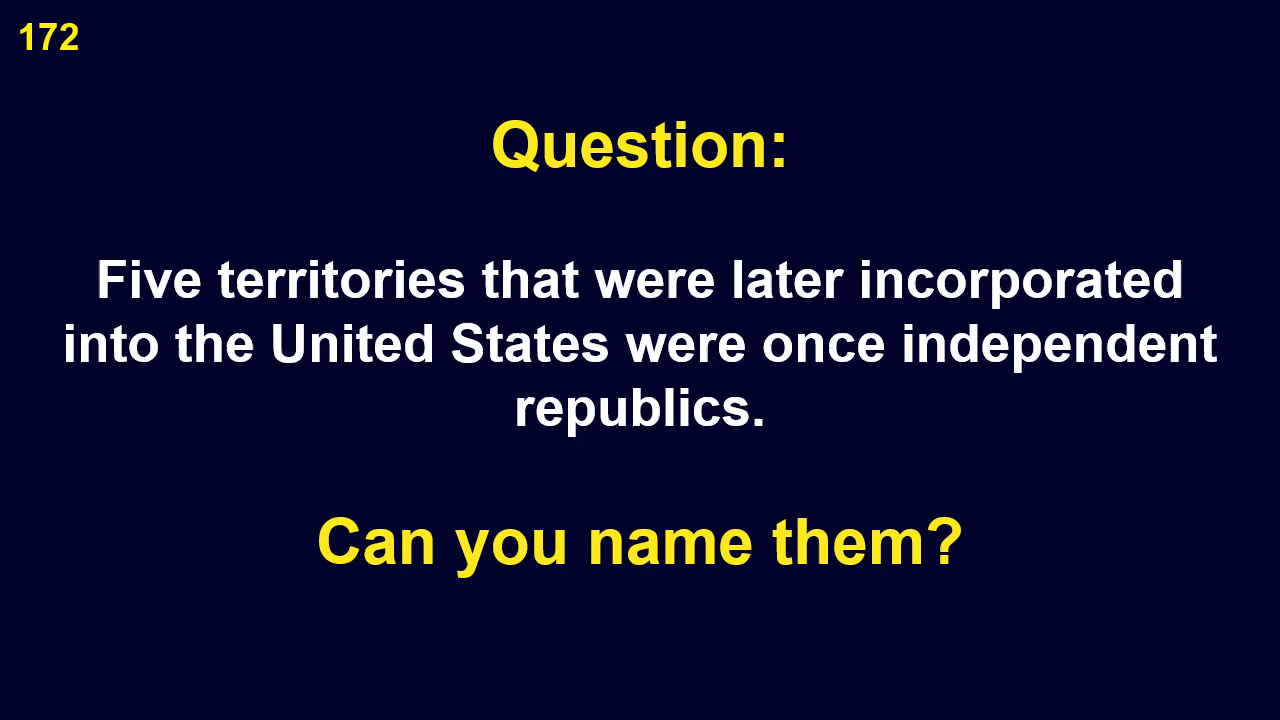 172
Question:
Five territories that were later incorporated
into the United States were once independent
republics.
Can you name them?